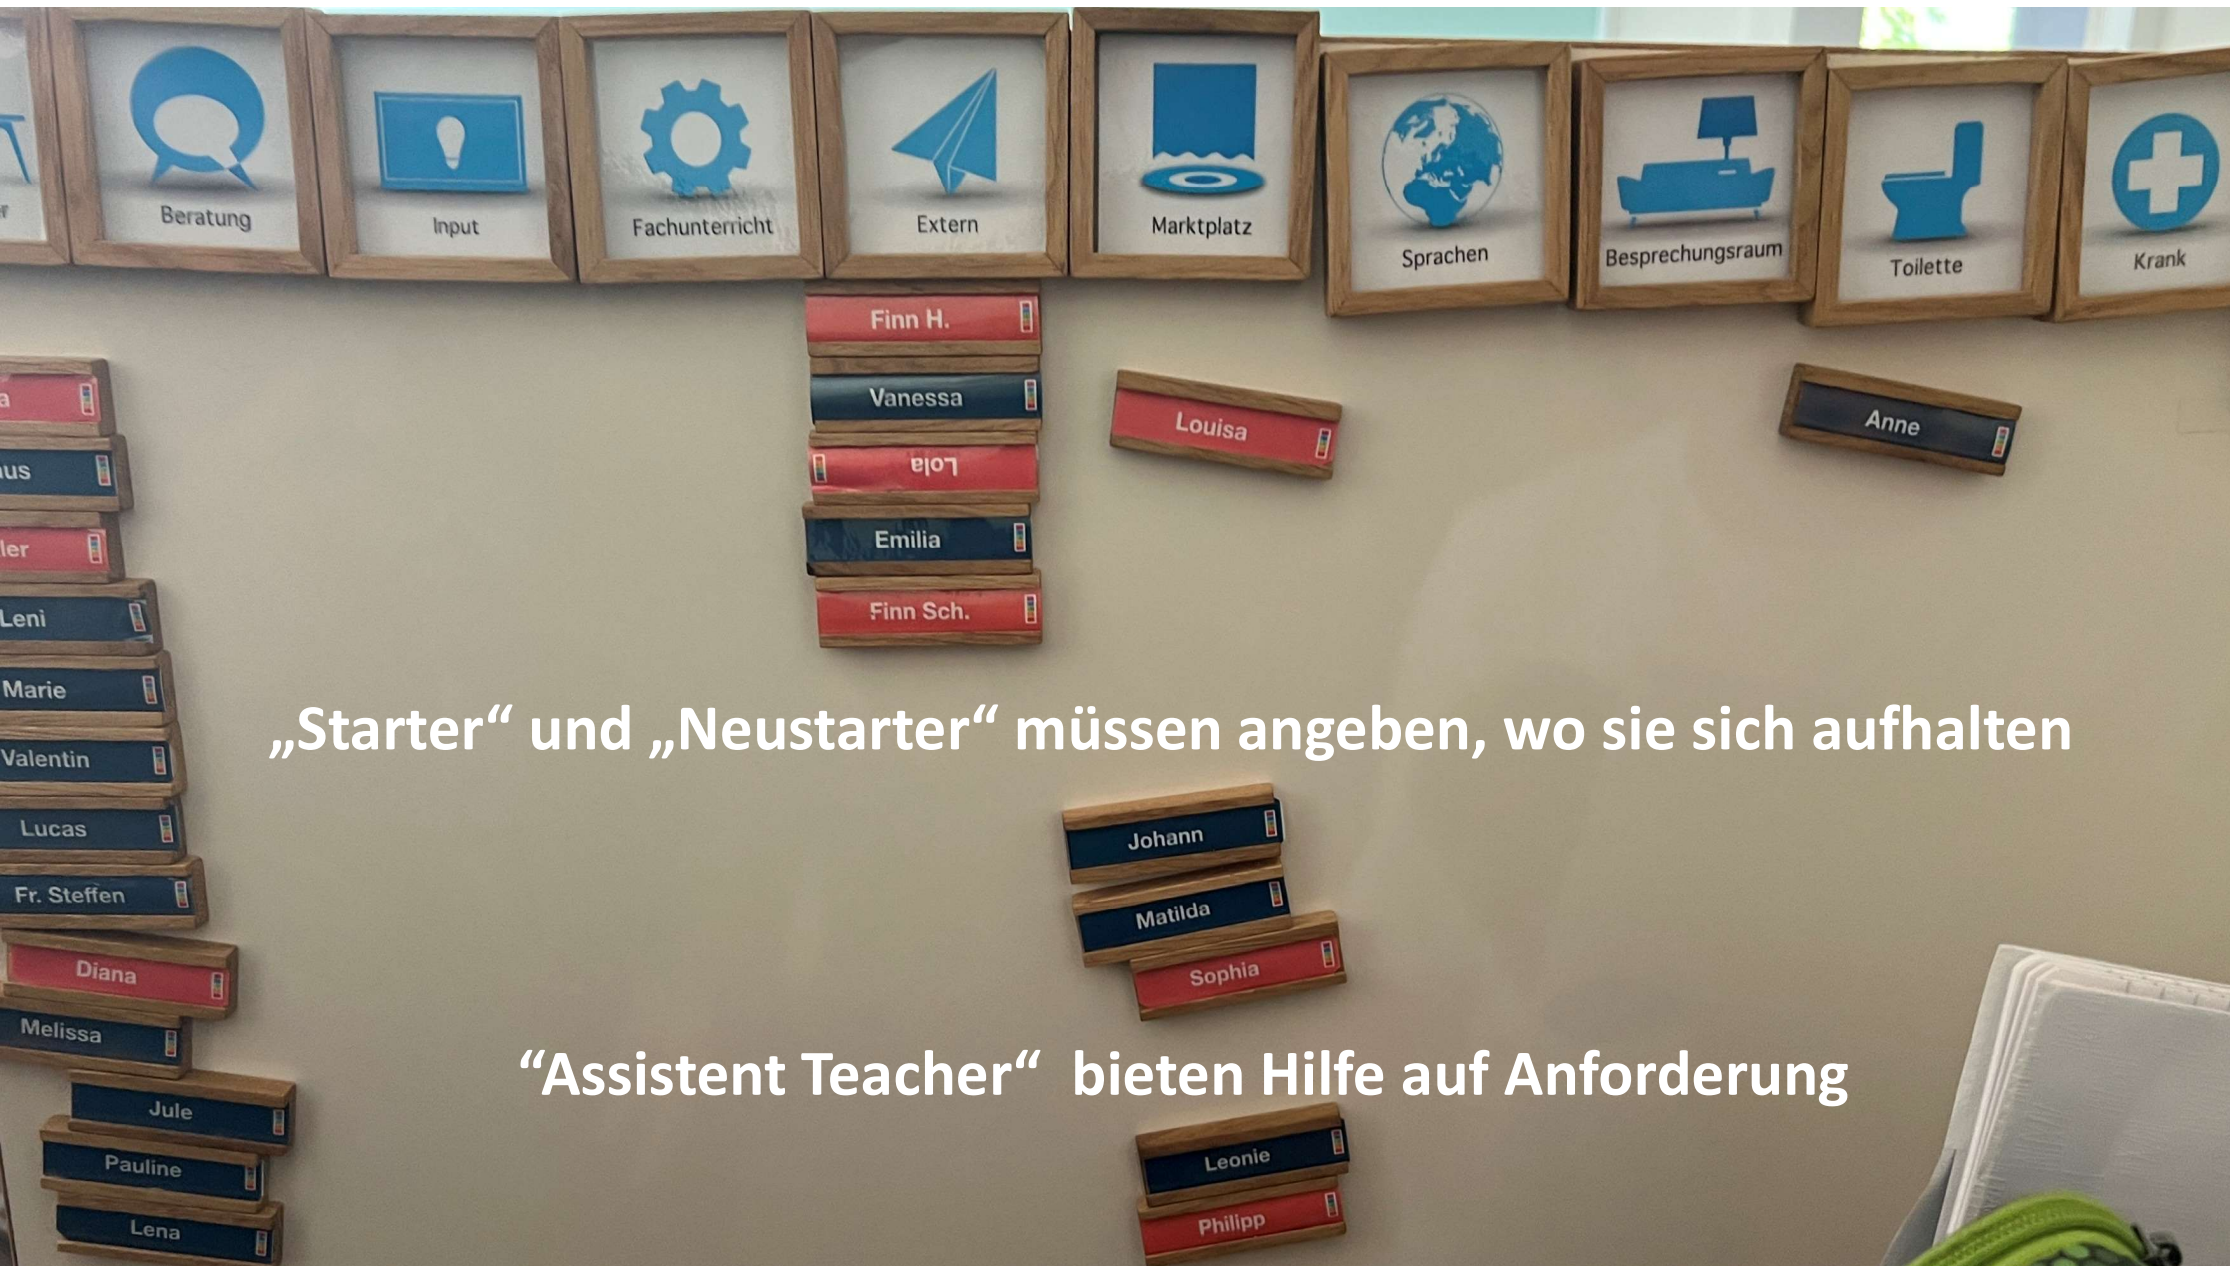 Beratung
Input
Fachunterricht
Extern
Marktplatz
Sprachen
Besprechungsraum
Toilette
Krank
Finn H.
Vanessa
Lola
Emilia
Finn Sch.
Louisa
Anne
Leni
Marie
Valentin
Lucas
Fr. Steffen
Diana
Melissa
Jule
Pauline
Lena
„Starter“ und „Neustarter“ müssen angeben, wo sie sich aufhalten
Johann
Matilda
Sophia
“Assistent Teacher“ bieten Hilfe auf Anforderung
Leonie
Philipp